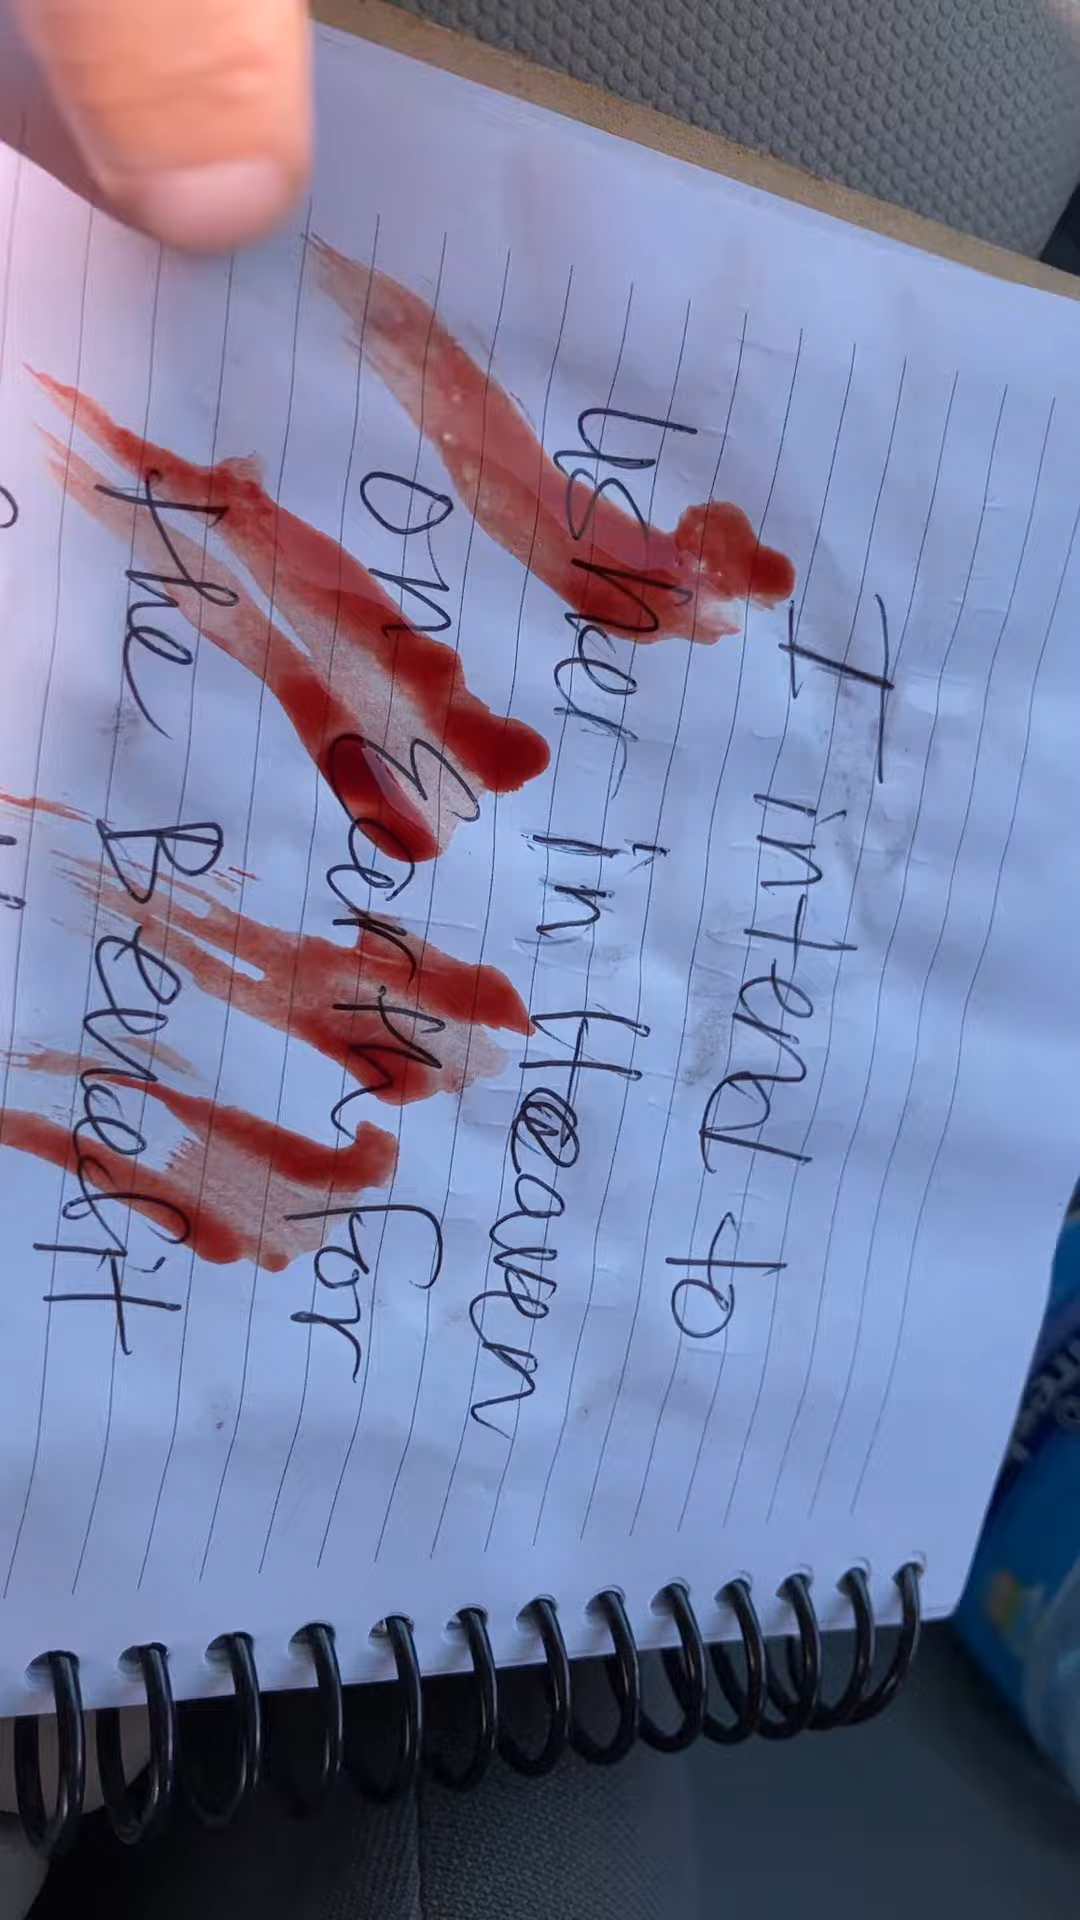 I intend to
usher in Heaven
on Earth for
the Benefit